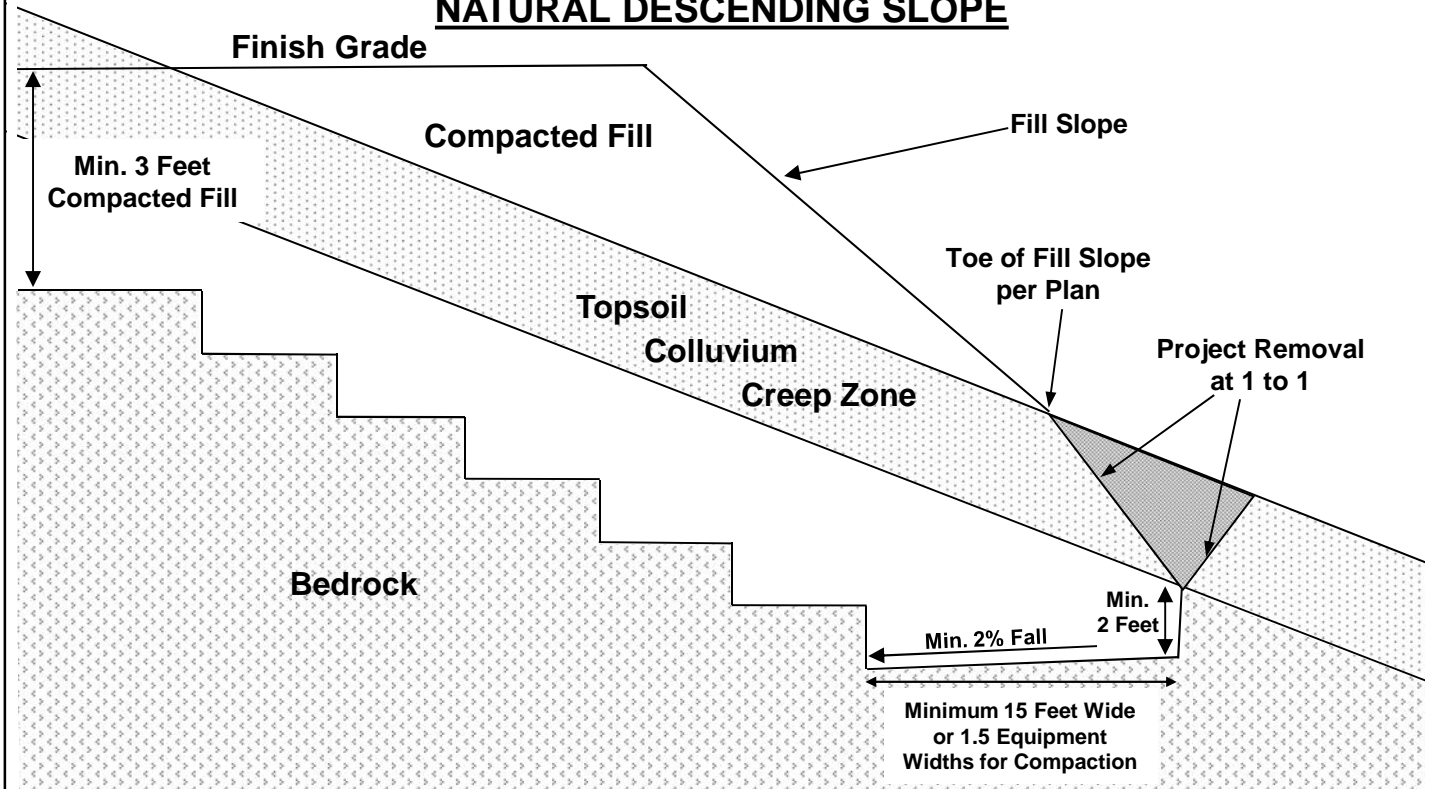 NATURAL DESCENDING SLOPE
Finish Grade
Compacted Fill
Fill Slope
Min. 3 Feet
Compacted Fill
Toe of Fill Slope
per Plan
Topsoil
Colluvium
Creep Zone
Project Removal
at 1 to 1
Bedrock
Min.
2 Feet
Min. 2% Fall
Minimum 15 Feet Wide
or 1.5 Equipment
Widths for Compaction